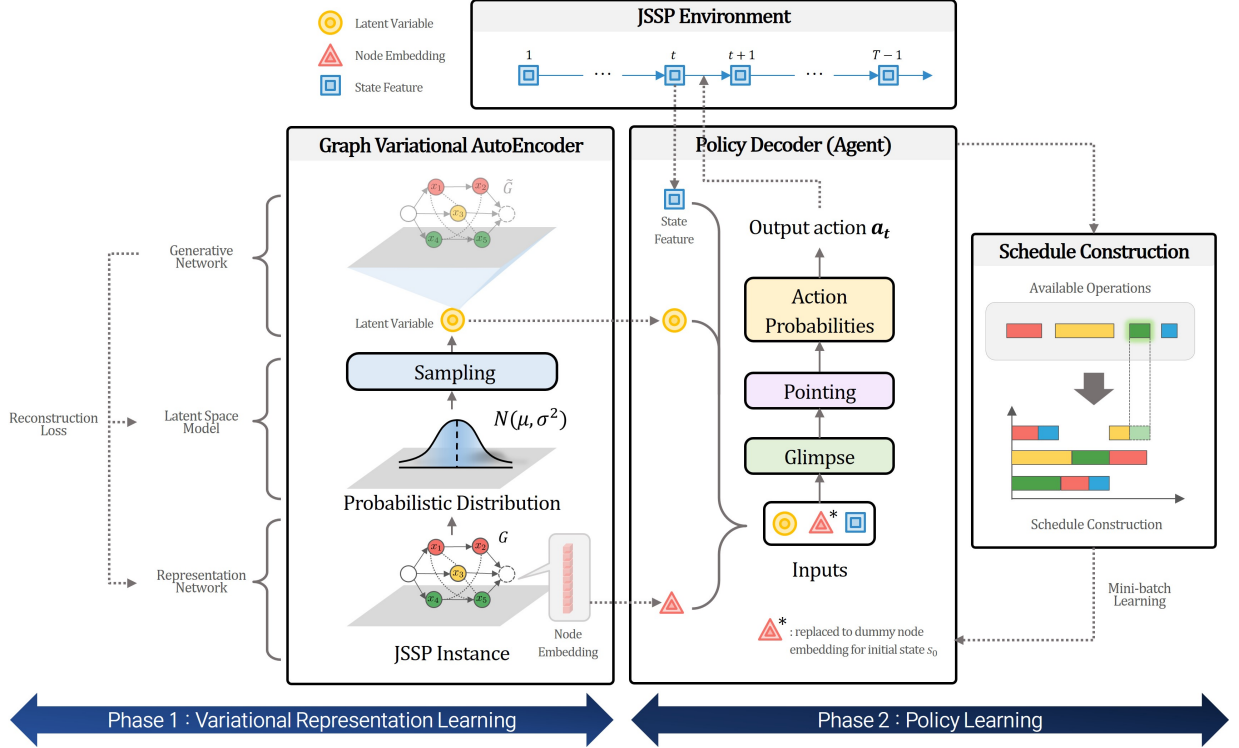 Latent Variable
Node Embedding
State Feature
JSSP Environment
1
...
t
t + 1
...
T − 1
Graph Variational AutoEncoder
x₁
x₂
G̃
x₃
x₄
x₅
Generative
Network
Latent Variable
Sampling
N(μ, σ²)
Latent Space
Model
Reconstruction
Loss
Probabilistic Distribution
x₁
x₂
G
x₃
x₄
x₅
Representation
Network
Node
Embedding
JSSP Instance
Policy Decoder (Agent)
State
Feature
Output action aₜ
Action
Probabilities
Pointing
Glimpse
*
Inputs
* : replaced to dummy node
embedding for initial state s₀
Schedule Construction
Available Operations
Schedule Construction
Mini-batch
Learning
Phase 1 : Variational Representation Learning
Phase 2 : Policy Learning